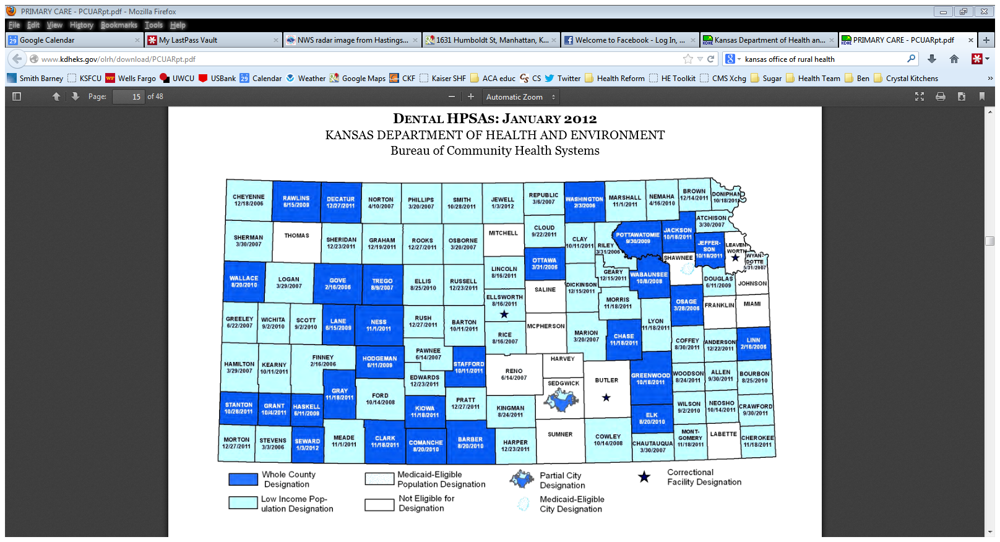 PRIMARY CARE - PCUARpt.pdf - Mozilla Firefox
File Edit View History Bookmarks Tools Help
Google Calendar
My LastPass Vault
NWS radar image from Hastings...
1631 Humboldt St, Manhattan, K...
Welcome to Facebook - Log In, ...
Kansas Department of Health an...
PRIMARY CARE - PCUARpt.pdf
www.kdheks.gov/olrh/download/PCUARpt.pdf
kansas office of rural health
Smith Barney KSFCU Wells Fargo UWCU USBank Calendar Weather Google Maps CKF Kaiser SHF ACA educ CS Twitter Health Reform HE Toolkit CMS Xchg Sugar Health Team Ben Crystal Kitchens
Page: 15 of 48
Automatic Zoom
DENTAL HPSAS: JANUARY 2012
KANSAS DEPARTMENT OF HEALTH AND ENVIRONMENT
Bureau of Community Health Systems
CHEYENNE
12/18/2006
RAWLINS
6/15/2009
DECATUR
12/27/2011
NORTON
4/10/2007
PHILLIPS
3/20/2007
SMITH
10/28/2011
JEWELL
1/3/2012
REPUBLIC
3/6/2007
WASHINGTON
2/3/2006
MARSHALL
11/1/2011
NEMAHA
4/16/2010
BROWN
12/14/2011
DONIPHAN
10/18/2011
SHERMAN
3/30/2007
THOMAS
SHERIDAN
12/23/2011
GRAHAM
12/19/2011
ROOKS
12/27/2011
OSBORNE
3/20/2007
MITCHELL
CLOUD
9/22/2011
CLAY
10/11/2011
RILEY
3/31/2006
POTTAWATOMIE
9/30/2009
JACKSON
10/18/2011
ATCHISON
3/30/2007
JEFFER-
SON
10/18/2011
LEAVEN
WORTH
WYAN-
DOTTE
5/31/2007
SHAWNEE
WALLACE
8/20/2010
LOGAN
3/29/2007
GOVE
2/16/2006
TREGO
8/9/2007
ELLIS
8/25/2010
RUSSELL
12/23/2011
LINCOLN
8/16/2011
OTTAWA
3/31/2006
SALINE
DICKINSON
12/15/2011
GEARY
12/15/2011
WABAUNSEE
10/8/2008
DOUGLAS
6/11/2009
JOHNSON
ELLSWORTH
8/16/2011
MORRIS
11/18/2011
OSAGE
3/28/2006
FRANKLIN
MIAMI
GREELEY
6/22/2007
WICHITA
9/2/2010
SCOTT
9/2/2010
LANE
6/15/2009
NESS
11/1/2011
RUSH
12/27/2011
BARTON
10/11/2011
RICE
8/16/2007
MCPHERSON
MARION
3/20/2007
CHASE
11/18/2011
LYON
11/18/2011
COFFEY
8/30/2011
ANDERSON
12/22/2011
LINN
2/16/2006
HAMILTON
3/29/2007
KEARNY
10/11/2011
FINNEY
2/16/2006
HODGEMAN
6/11/2009
PAWNEE
6/14/2007
STAFFORD
10/11/2011
EDWARDS
12/23/2011
RENO
6/14/2007
HARVEY
SEDGWICK
BUTLER
GREENWOOD
10/18/2011
WOODSON
8/24/2011
ALLEN
9/30/2011
BOURBON
8/25/2010
STANTON
10/28/2011
GRANT
10/4/2011
HASKELL
6/11/2009
GRAY
11/18/2011
FORD
10/14/2008
KIOWA
11/18/2011
PRATT
12/27/2011
KINGMAN
8/24/2011
ELK
8/20/2010
WILSON
9/2/2010
NEOSHO
10/14/2011
CRAWFORD
9/30/2011
MORTON
12/27/2011
STEVENS
3/3/2006
SEWARD
1/3/2012
MEADE
11/1/2011
CLARK
11/18/2011
COMANCHE
8/20/2010
BARBER
8/20/2010
HARPER
12/23/2011
SUMNER
COWLEY
10/14/2008
CHAUTAUQUA
3/30/2007
MONT-
GOMERY
11/18/2011
LABETTE
CHEROKEE
11/18/2011
Whole County
Designation
Medicaid-Eligible
Population Designation
Partial City
Designation
Correctional
Facility Designation
Low Income Pop-
ulation Designation
Not Eligible for
Designation
Medicaid-Eligible
City Designation